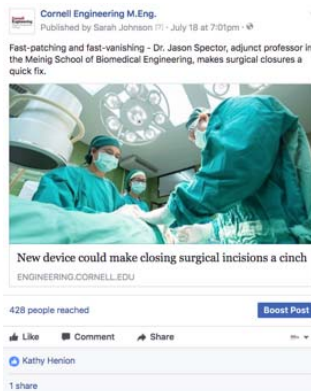 Cornell Engineering M.Eng.
Published by Sarah Johnson [?] · July 18 at 7:01pm ·
Fast-patching and fast-vanishing - Dr. Jason Spector, adjunct professor in
the Meinig School of Biomedical Engineering, makes surgical closures a
quick fix.
New device could make closing surgical incisions a cinch
ENGINEERING.CORNELL.EDU
428 people reached
Boost Post
Like Comment Share
Kathy Henion
1 share